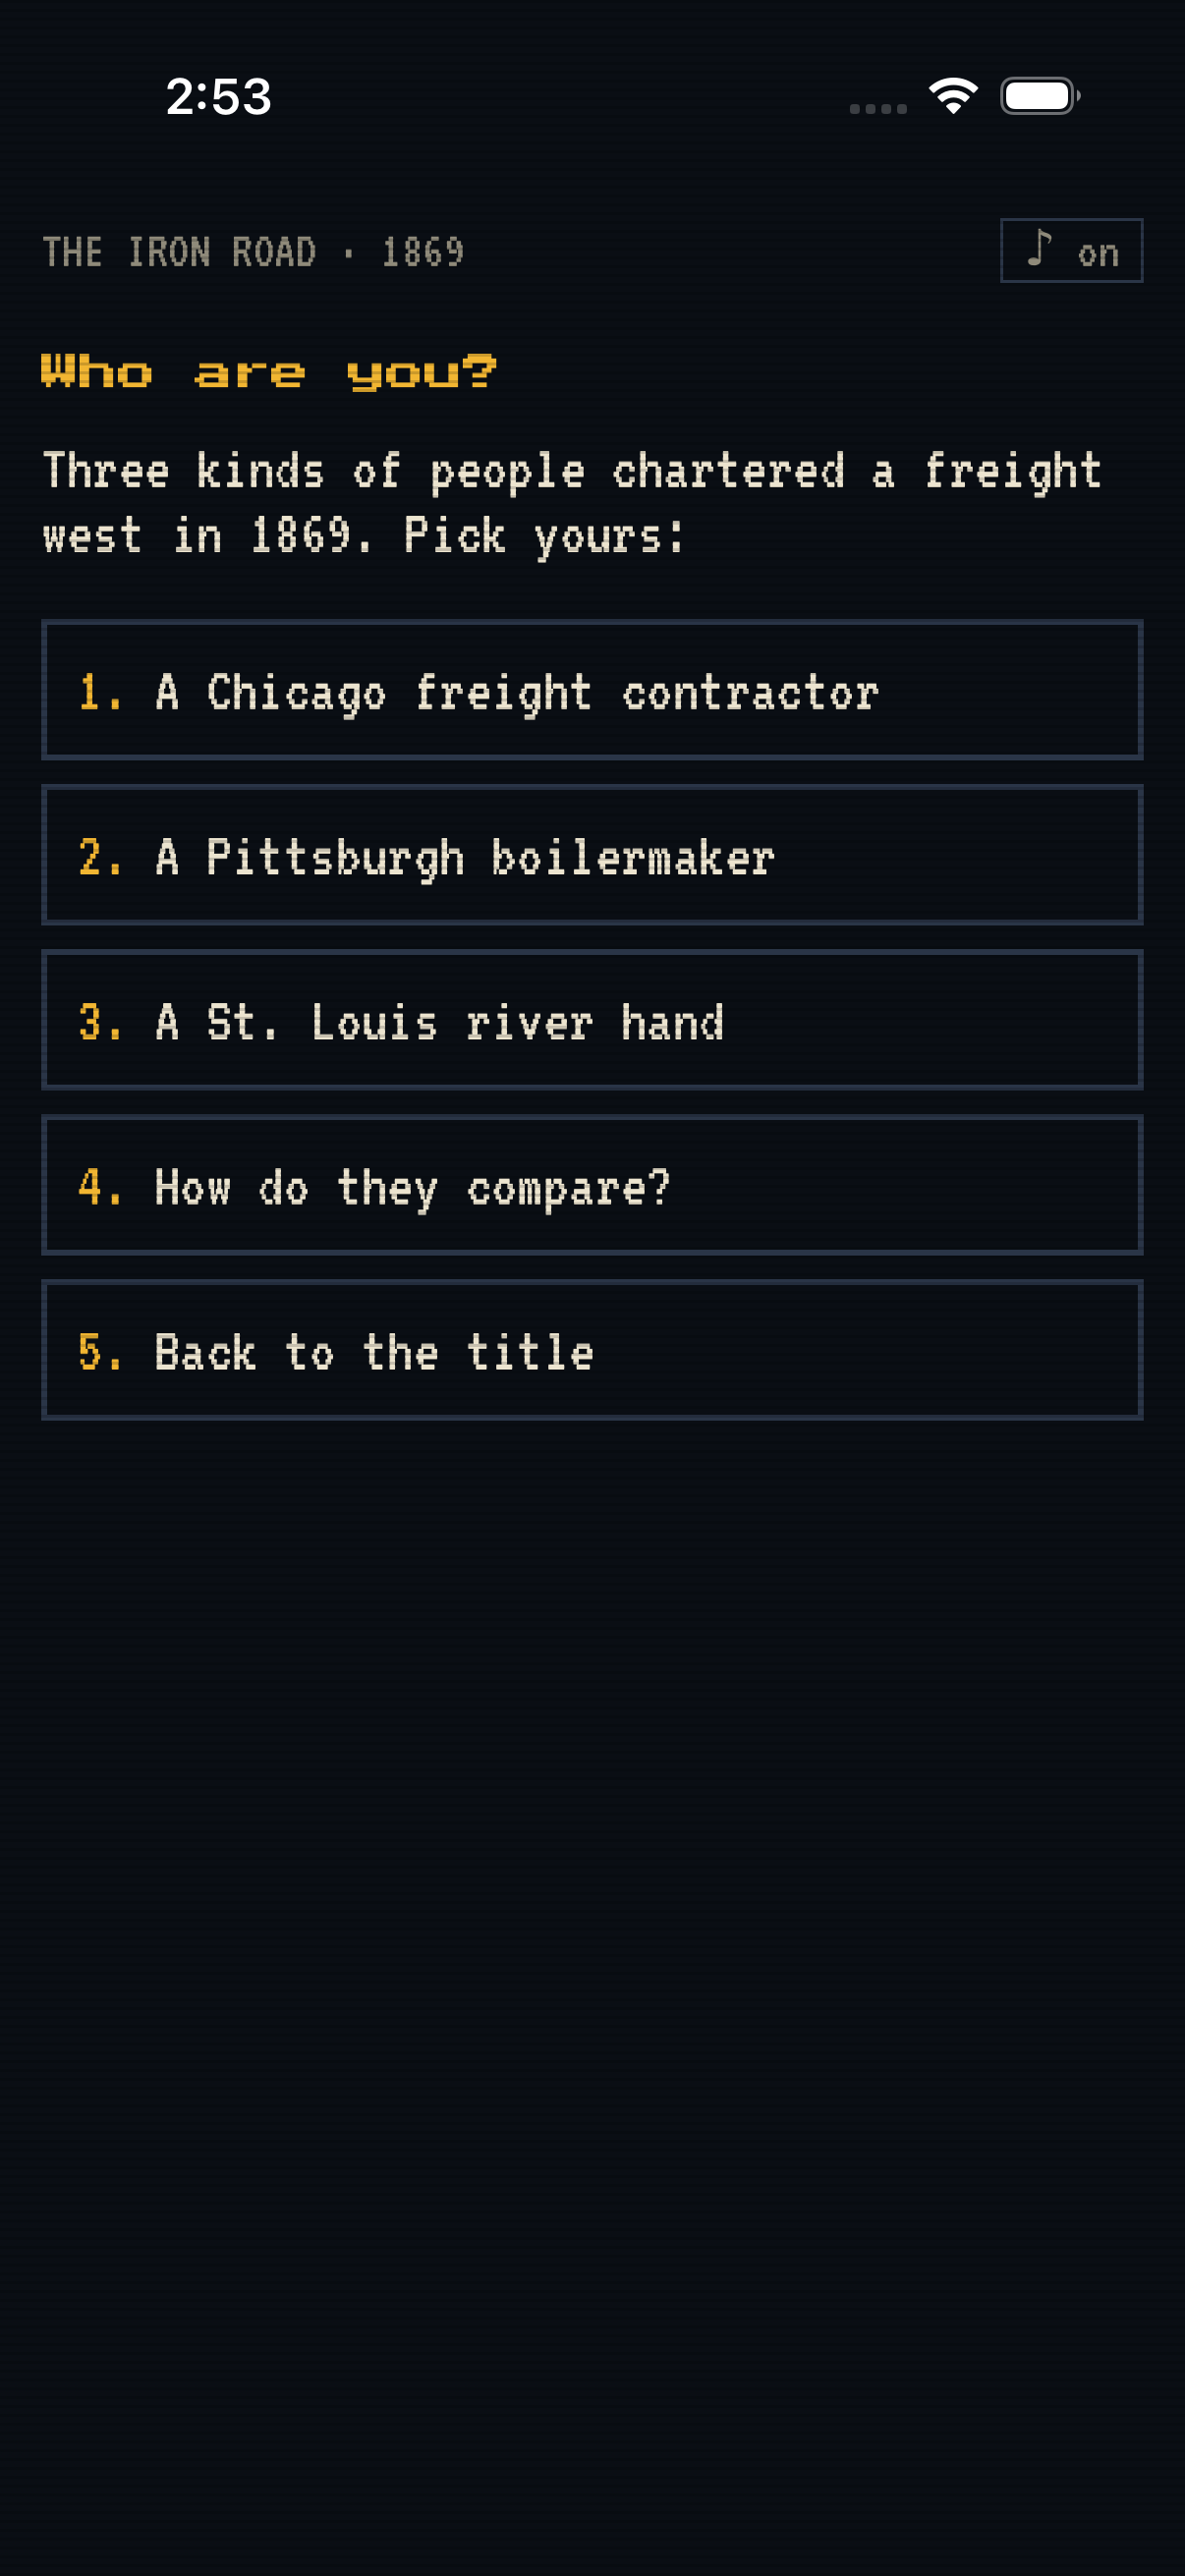 2:53
THE IRON ROAD · 1869
♪ on
Who are you?
Three kinds of people chartered a freight
west in 1869. Pick yours:
1. A Chicago freight contractor
2. A Pittsburgh boilermaker
3. A St. Louis river hand
4. How do they compare?
5. Back to the title